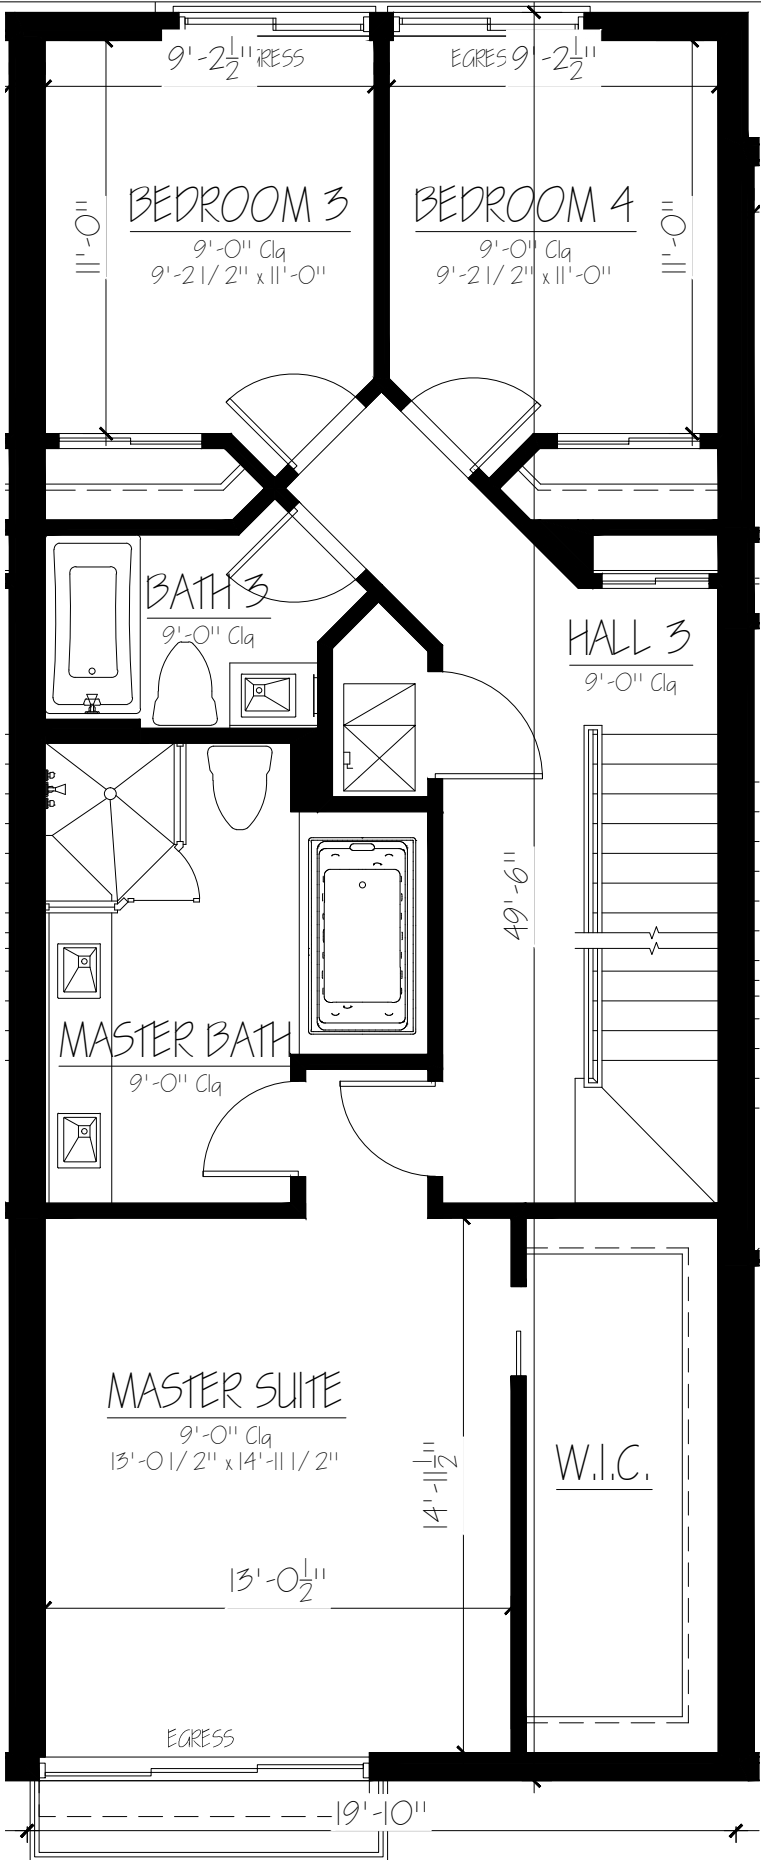 9'-2 1/2" RESS
EGRES 9'-2 1/2"
BEDROOM 3
9'-0" Clg
9'-2 1/2" x 11'-0"
11'-0"
BEDROOM 4
9'-0" Clg
9'-2 1/2" x 11'-0"
11'-0"
BATH 3
9'-0" Clg
HALL 3
9'-0" Clg
49'-6"
MASTER BATH
9'-0" Clg
MASTER SUITE
9'-0" Clg
13'-0 1/2" x 14'-11 1/2"
14'-11 1/2"
W.I.C.
13'-0 1/2"
EGRESS
19'-10"